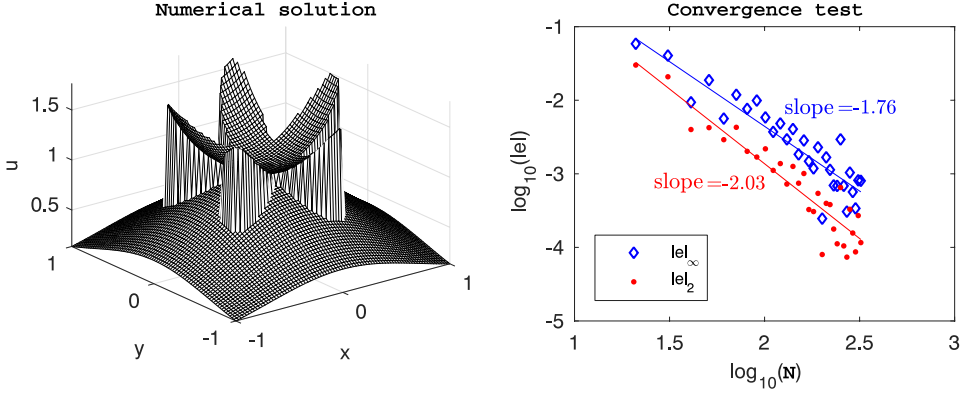 Numerical solution
1.5
1
0.5
u
1
0
-1
y
-1
0
1
x
Convergence test
-1
-2
-3
-4
-5
log10(|e|)
slope=-1.76
slope=-2.03
|e|∞
|e|2
1
1.5
2
2.5
3
log10(N)